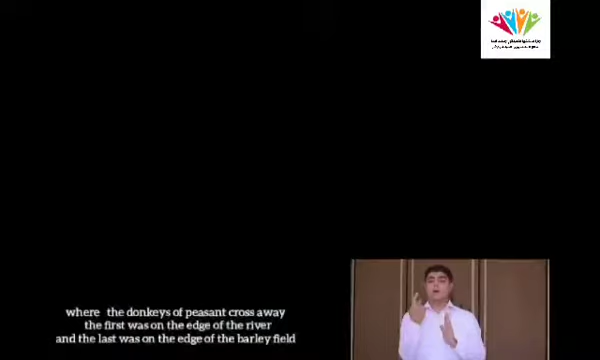 where the donkeys of peasant cross away
the first was on the edge of the river
and the last was on the edge of the barley field